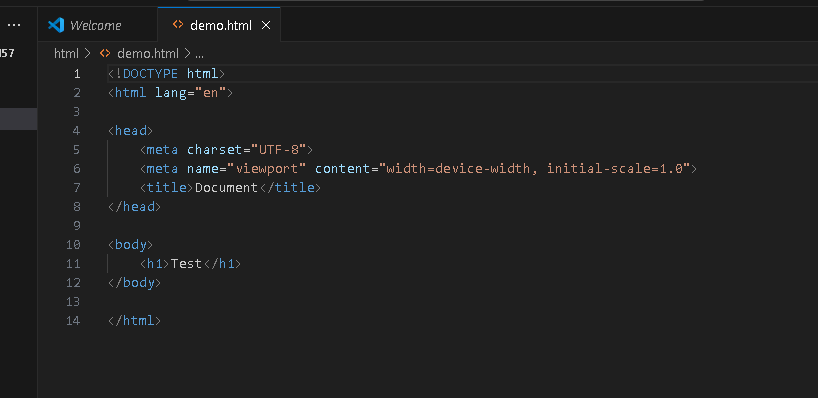 ··· Welcome demo.html ×
457
html > demo.html > ...
1 <!DOCTYPE html>
2 <html lang="en">
3
4 <head>
5     <meta charset="UTF-8">
6     <meta name="viewport" content="width=device-width, initial-scale=1.0">
7     <title>Document</title>
8 </head>
9
10 <body>
11     <h1>Test</h1>
12 </body>
13
14 </html>